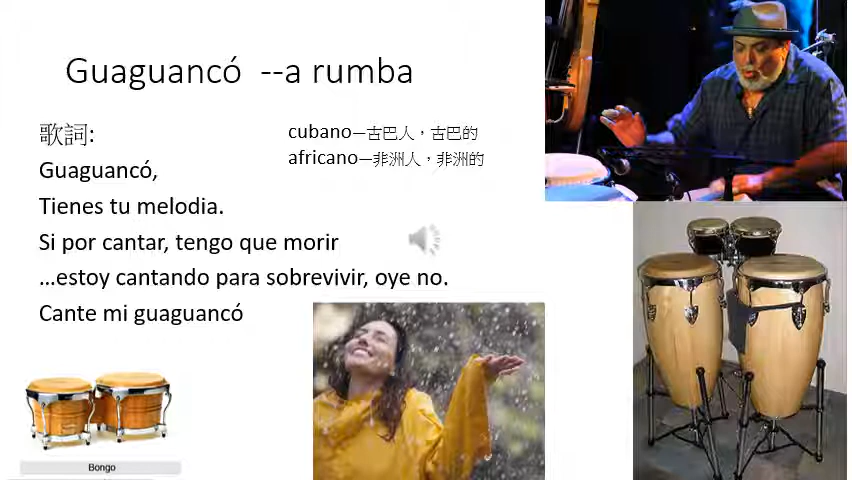 Guaguancó  --a rumba
歌詞:
Guaguancó,
Tienes tu melodia.
Si por cantar, tengo que morir
…estoy cantando para sobrevivir, oye no.
Cante mi guaguancó
cubano—古巴人，古巴的
africano—非洲人，非洲的
Bongo